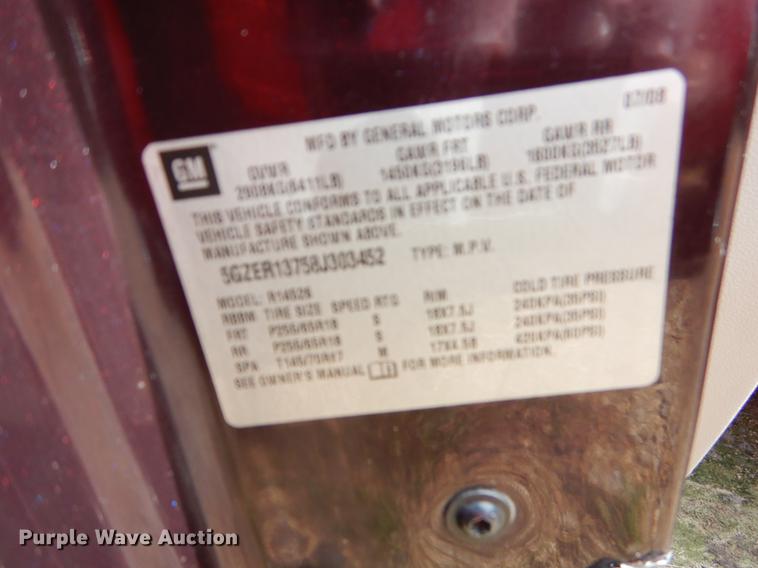 07/08
MFD BY GENERAL MOTORS CORP.
GM
GVWR GAWR FRT GAWR RR
2908KG(6411LB) 1450KG(3196LB) 1600KG(3527LB)
THIS VEHICLE CONFORMS TO ALL APPLICABLE U.S. FEDERAL MOTOR
VEHICLE SAFETY STANDARDS IN EFFECT ON THE DATE OF
MANUFACTURE SHOWN ABOVE.
5GZER13758J303452 TYPE: M.P.V.
MODEL: R14526
TIRE SIZE SPEED RTG RIM COLD TIRE PRESSURE
FRT P255/65R18 S 18X7.5J 240KPA(35PSI)
RR P255/65R18 S 18X7.5J 240KPA(35PSI)
SPA T145/70R17 M 17X4.5B 420KPA(60PSI)
SEE OWNER'S MANUAL FOR MORE INFORMATION.
Purple Wave Auction